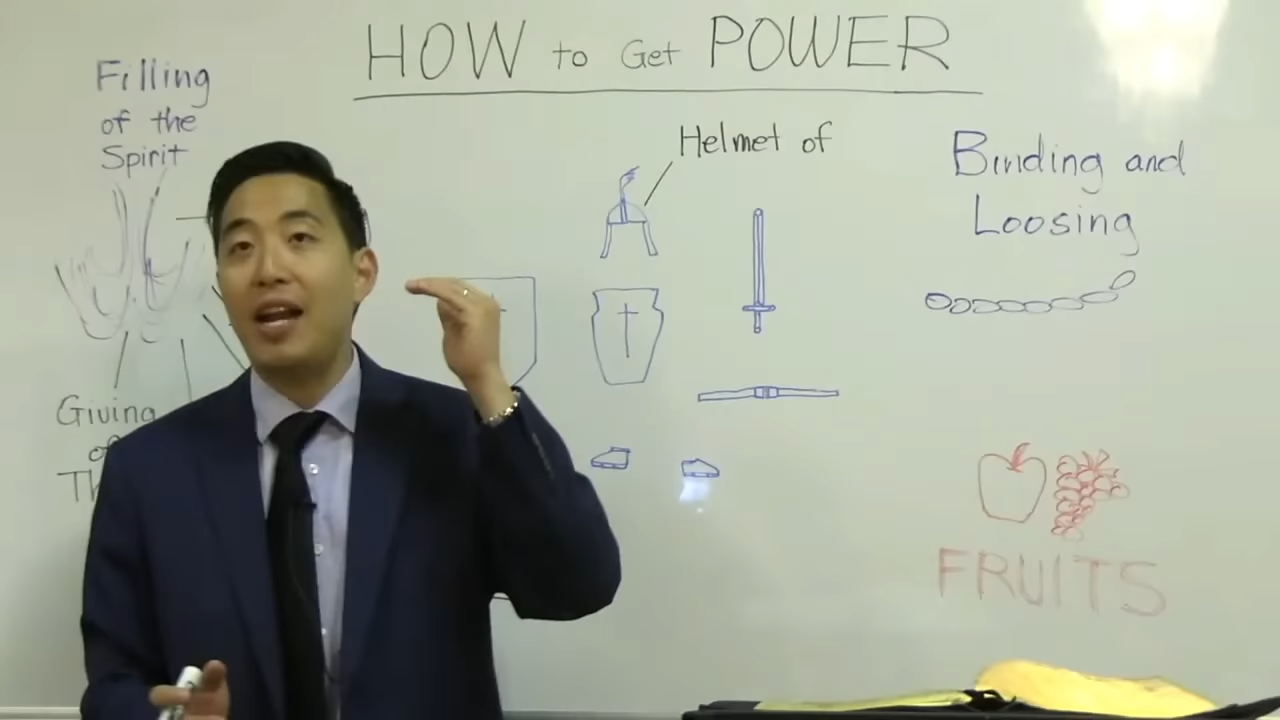 HOW to Get POWER
Filling
of the
Spirit
Helmet of
Binding and
Loosing
Giving
FRUITS